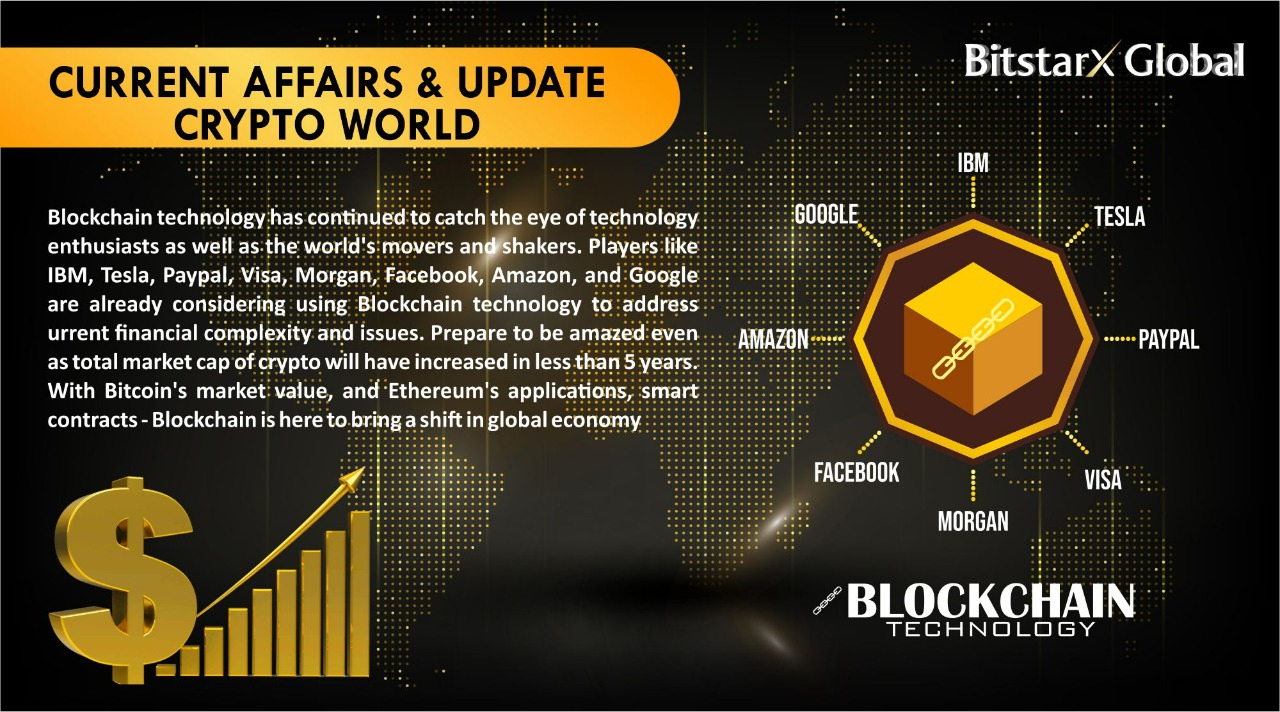 CURRENT AFFAIRS & UPDATE
CRYPTO WORLD
BitstarX Global
Blockchain technology has continued to catch the eye of technology
enthusiasts as well as the world's movers and shakers. Players like
IBM, Tesla, Paypal, Visa, Morgan, Facebook, Amazon, and Google
are already considering using Blockchain technology to address
urrent financial complexity and issues. Prepare to be amazed even
as total market cap of crypto will have increased in less than 5 years.
With Bitcoin's market value, and Ethereum's applications, smart
contracts - Blockchain is here to bring a shift in global economy
IBM
GOOGLE
TESLA
AMAZON
PAYPAL
FACEBOOK
VISA
MORGAN
BLOCKCHAIN
TECHNOLOGY